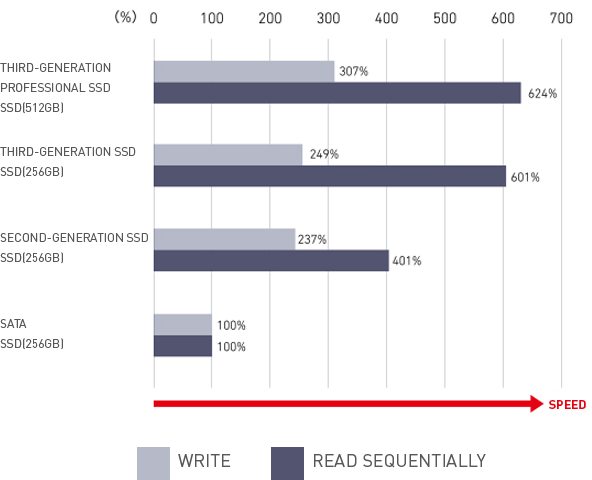 (%) 0 100 200 300 400 500 600 700
THIRD-GENERATION
PROFESSIONAL SSD
SSD(512GB)
307%
624%
THIRD-GENERATION SSD
SSD(256GB)
249%
601%
SECOND-GENERATION SSD
SSD(256GB)
237%
401%
SATA
SSD(256GB)
100%
100%
SPEED
WRITE
READ SEQUENTIALLY